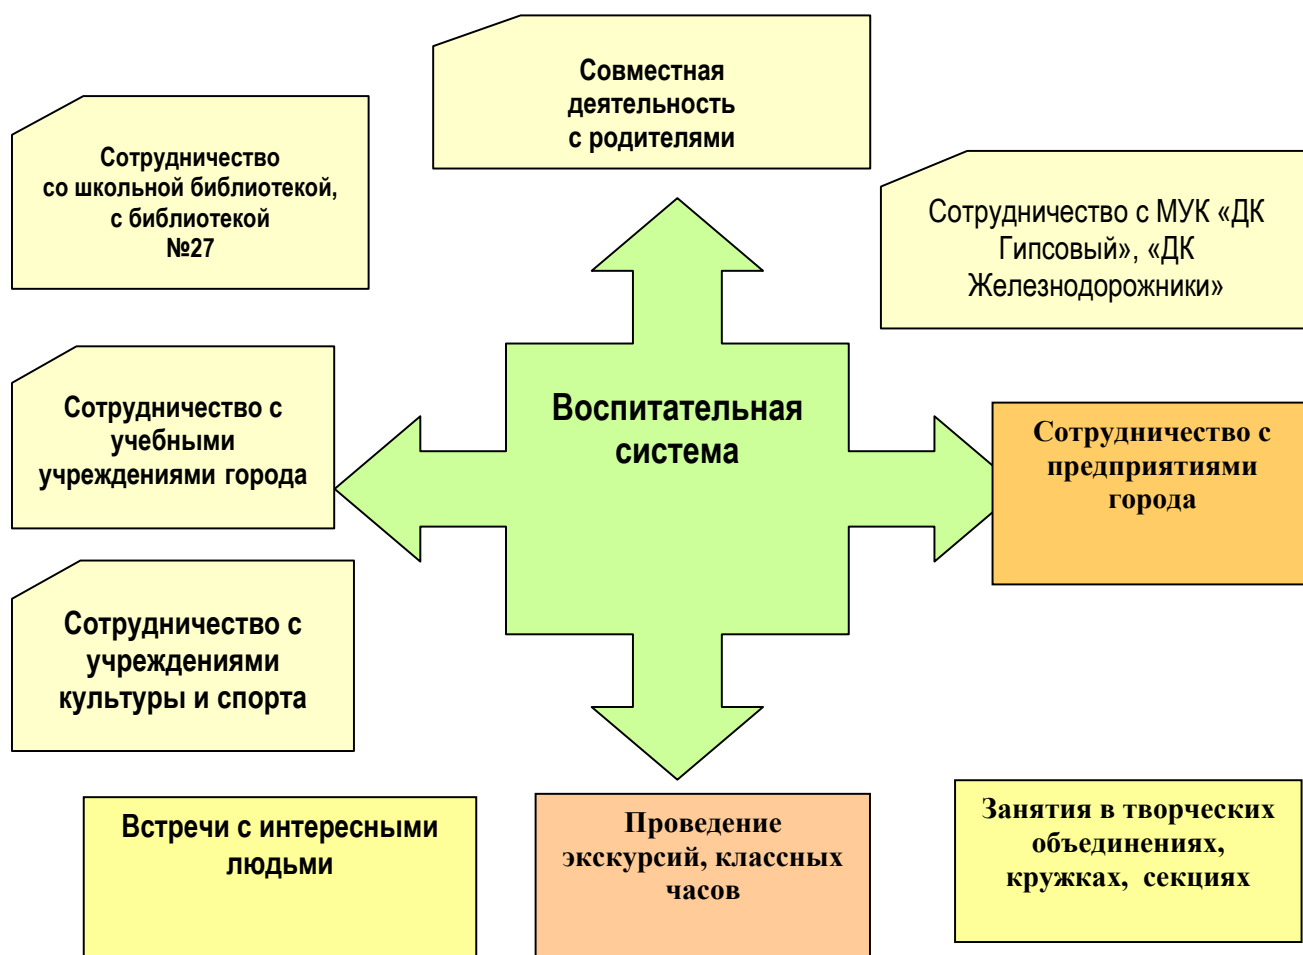 Совместная
деятельность
с родителями
Сотрудничество
со школьной библиотекой,
с библиотекой
№27
Сотрудничество с МУК «ДК
Гипсовый», «ДК
Железнодорожники»
Сотрудничество с
учебными
учреждениями города
Воспитательная
система
Сотрудничество с
предприятиями
города
Сотрудничество с
учреждениями
культуры и спорта
Встречи с интересными
людьми
Проведение
экскурсий, классных
часов
Занятия в творческих
объединениях,
кружках, секциях